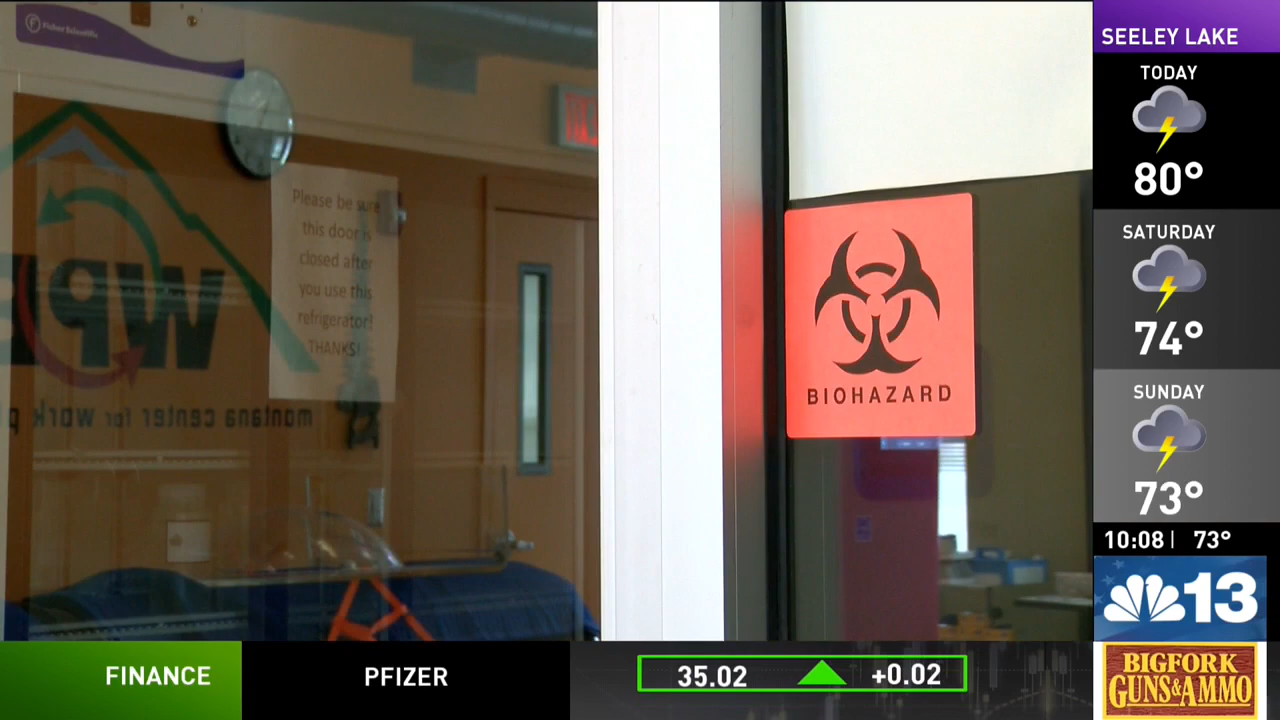 Fisher Scientific
Please be sure
this door is
closed after
you use this
refrigerator!
THANKS!
montana center for work p
BIOHAZARD
SEELEY LAKE
TODAY
80°
SATURDAY
74°
SUNDAY
73°
10:08 | 73°
13
FINANCE
PFIZER
35.02
+0.02
BIGFORK
GUNS & AMMO